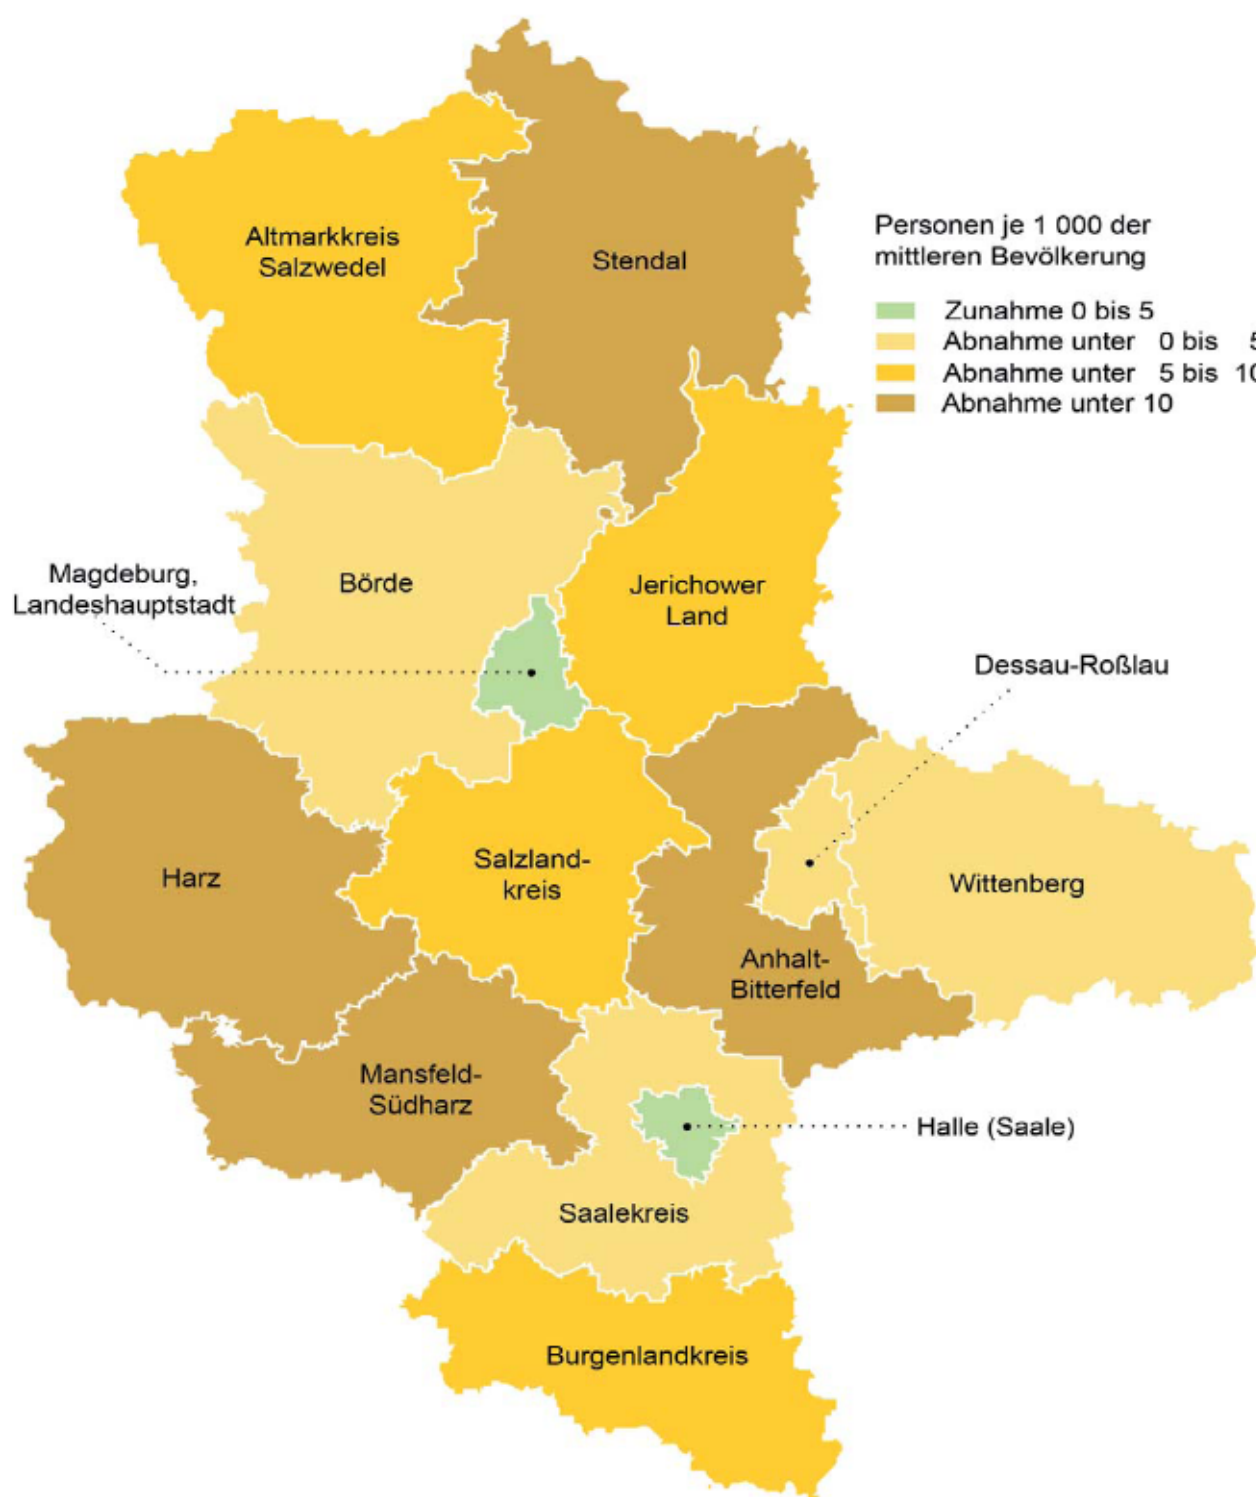 Altmarkkreis
Salzwedel
Stendal
Personen je 1 000 der
mittleren Bevölkerung
Zunahme 0 bis 5
Abnahme unter 0 bis 5
Abnahme unter 5 bis 10
Abnahme unter 10
Magdeburg,
Landeshauptstadt
Börde
Jerichower
Land
Dessau-Roßlau
Harz
Salzland-
kreis
Wittenberg
Anhalt-
Bitterfeld
Mansfeld-
Südharz
Halle (Saale)
Saalekreis
Burgenlandkreis